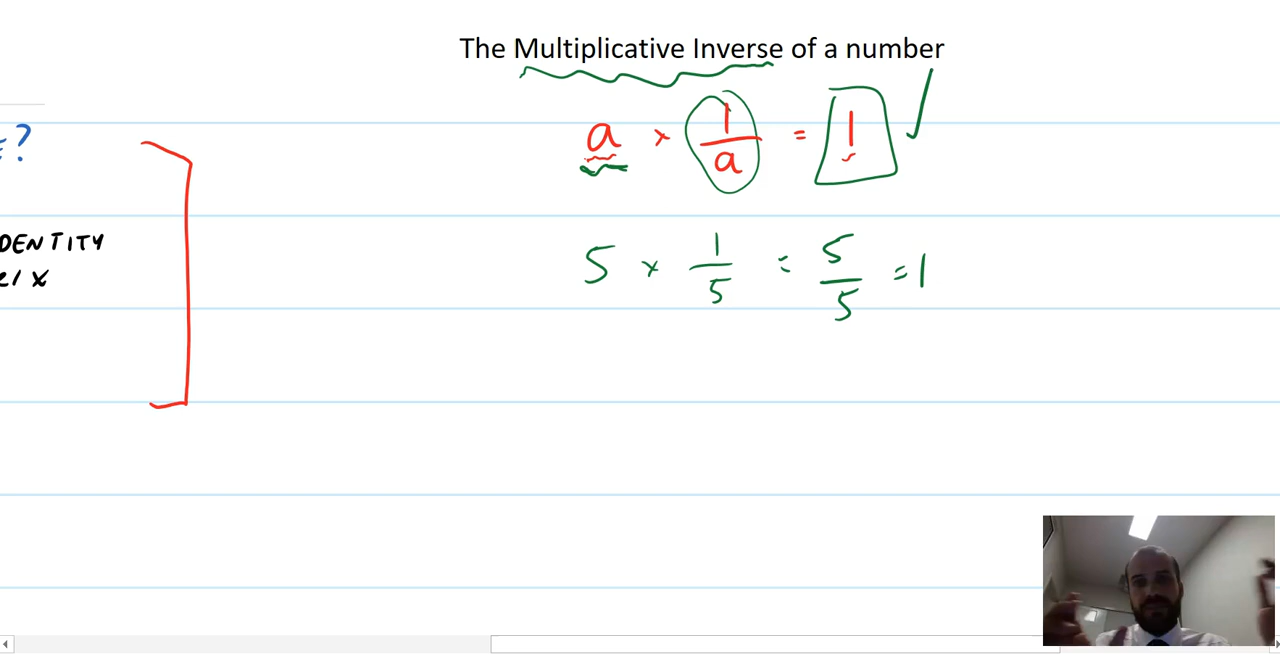 The Multiplicative Inverse of a number
a × 1/a = 1
5 × 1/5 = 5/5 = 1
?
DENTITY
X